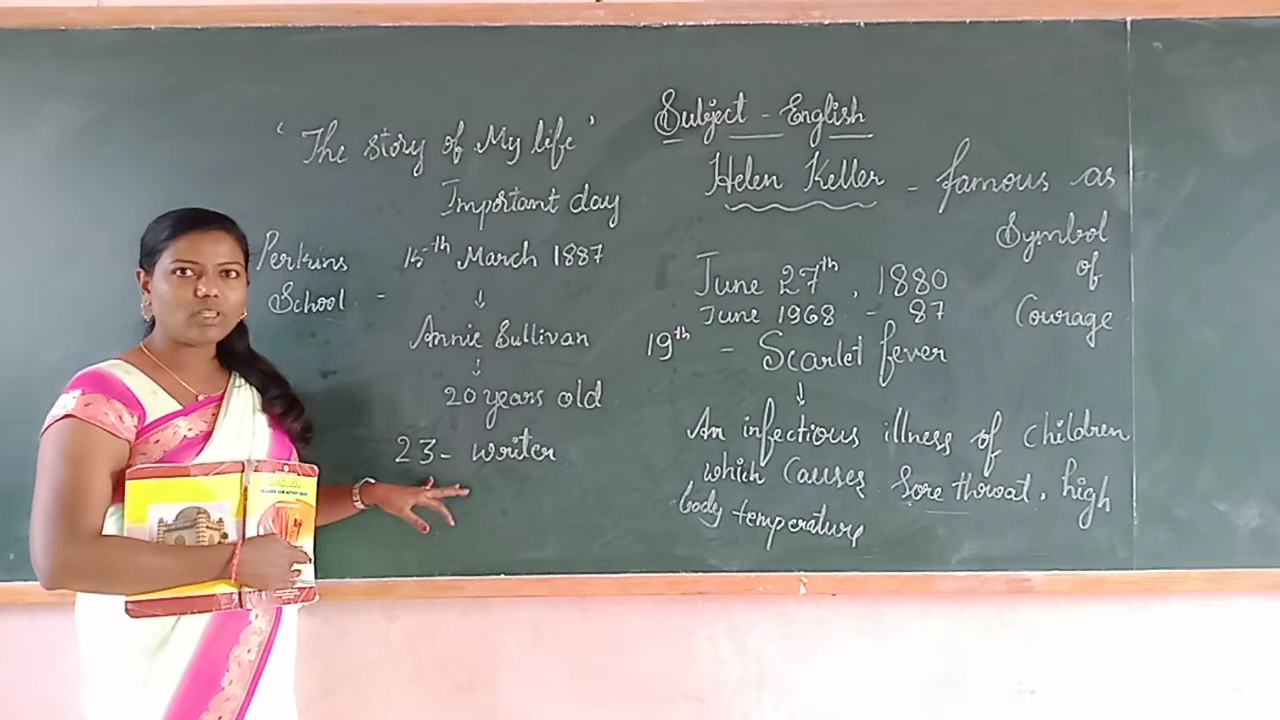 Subject - English
'The story of My life'
Helen Keller - famous as
Symbol
of
Courage
Important day
Perkins
School -
15th March 1887
↓
Annie Sullivan
↓
20 years old
23 - writer
June 27th, 1880
June 1968 - 87
19th - Scarlet fever
↓
An infectious illness of children
which causes sore throat, high
body temperature